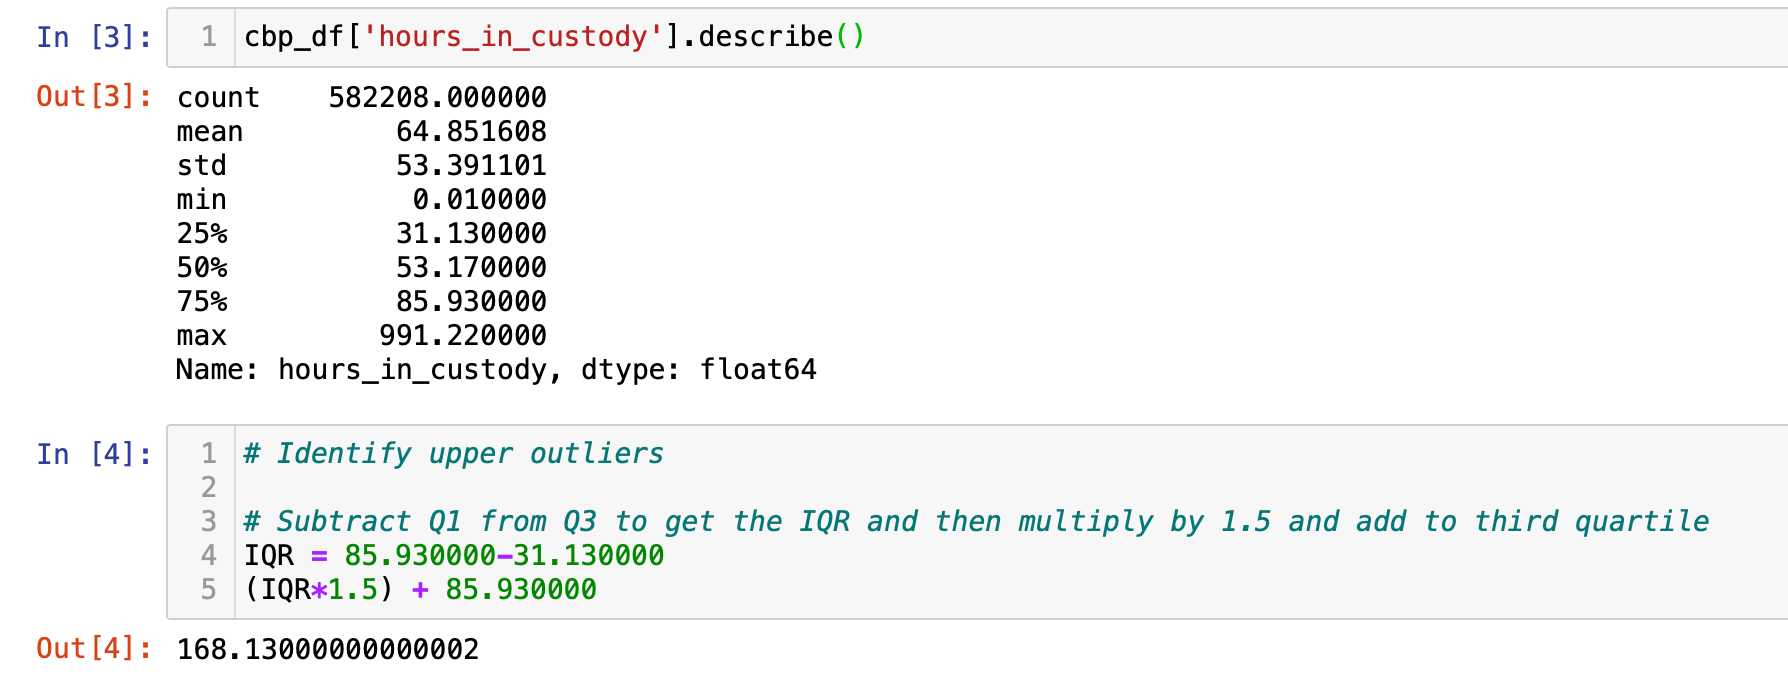 In [3]: 1 cbp_df['hours_in_custody'].describe()
Out[3]: count    582208.000000
mean         64.851608
std          53.391101
min           0.010000
25%          31.130000
50%          53.170000
75%          85.930000
max         991.220000
Name: hours_in_custody, dtype: float64
In [4]: 1 # Identify upper outliers
2
3 # Subtract Q1 from Q3 to get the IQR and then multiply by 1.5 and add to third quartile
4 IQR = 85.930000-31.130000
5 (IQR*1.5) + 85.930000
Out[4]: 168.13000000000002